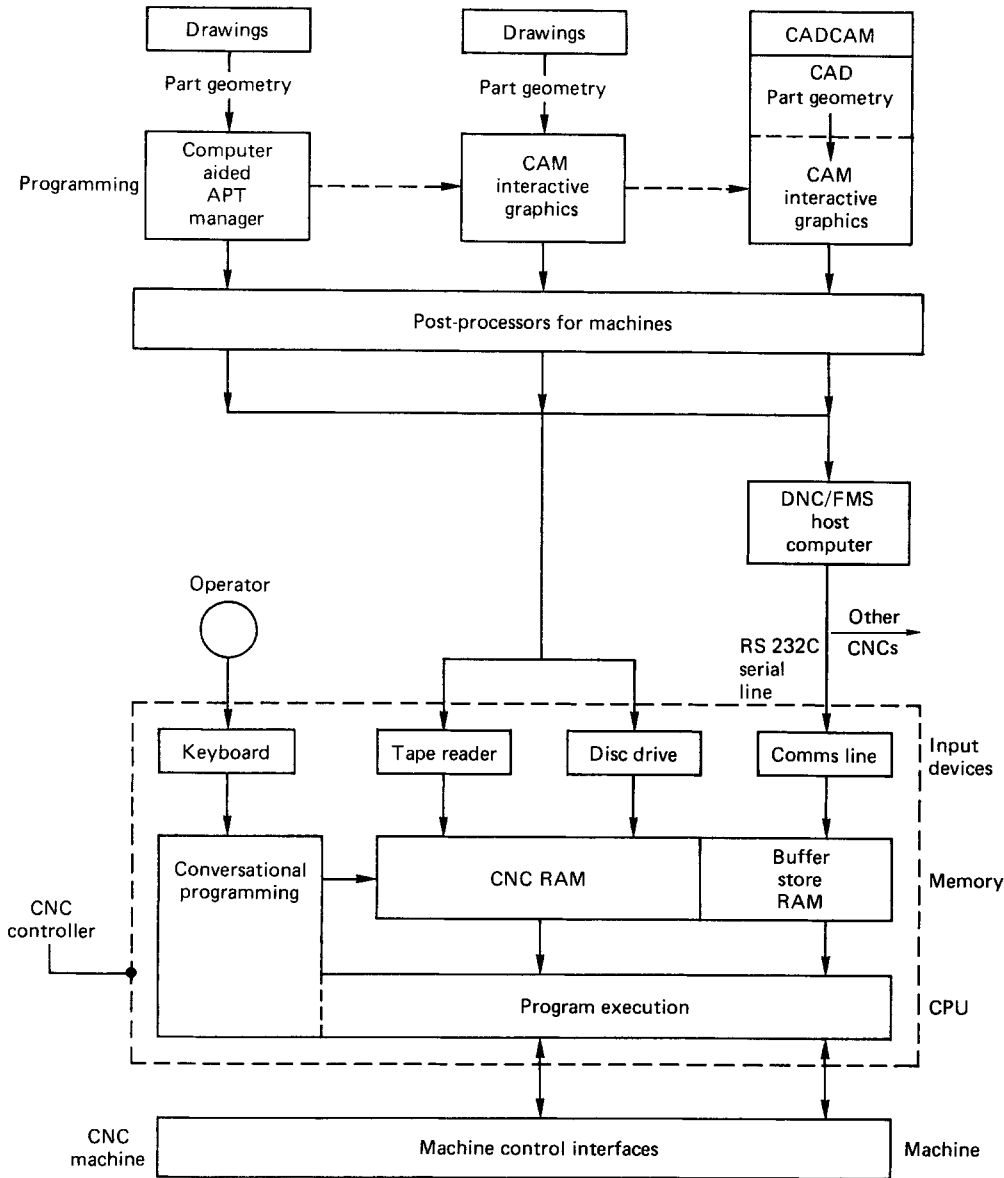 Drawings
Drawings
CADCAM
Part geometry
Part geometry
CAD
Part geometry
Programming
Computer
aided
APT
manager
CAM
interactive
graphics
CAM
interactive
graphics
Post-processors for machines
DNC/FMS
host
computer
Operator
Other
CNCs
RS 232C
serial
line
Keyboard
Tape reader
Disc drive
Comms line
Input
devices
Conversational
programming
CNC RAM
Buffer
store
RAM
Memory
CNC
controller
Program execution
CPU
CNC
machine
Machine control interfaces
Machine